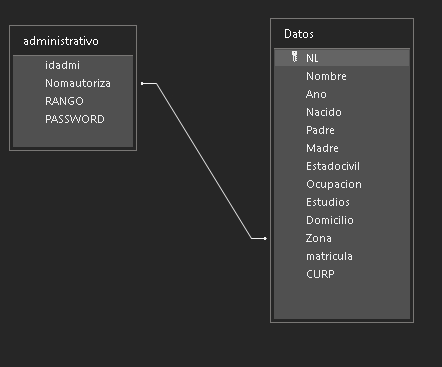 administrativo
idadmi
Nomautoriza
RANGO
PASSWORD
Datos
NL
Nombre
Ano
Nacido
Padre
Madre
Estadocivil
Ocupacion
Estudios
Domicilio
Zona
matricula
CURP